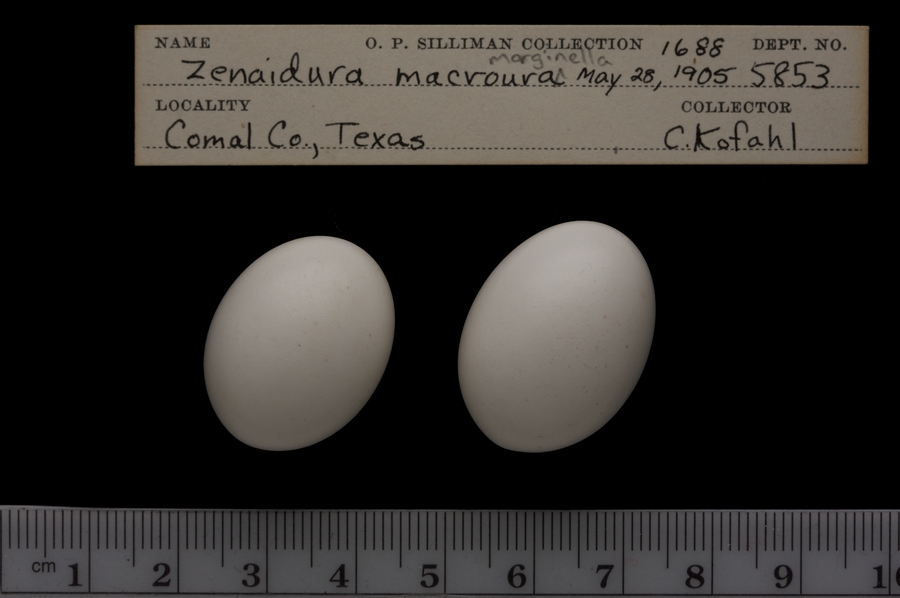 NAME O. P. SILLIMAN COLLECTION 1688 DEPT. NO.
marginella
Zenaidura macroura ^ May 28, 1905 5853
LOCALITY COLLECTOR
Comal Co., Texas C. Kofahl
cm 1 2 3 4 5 6 7 8 9